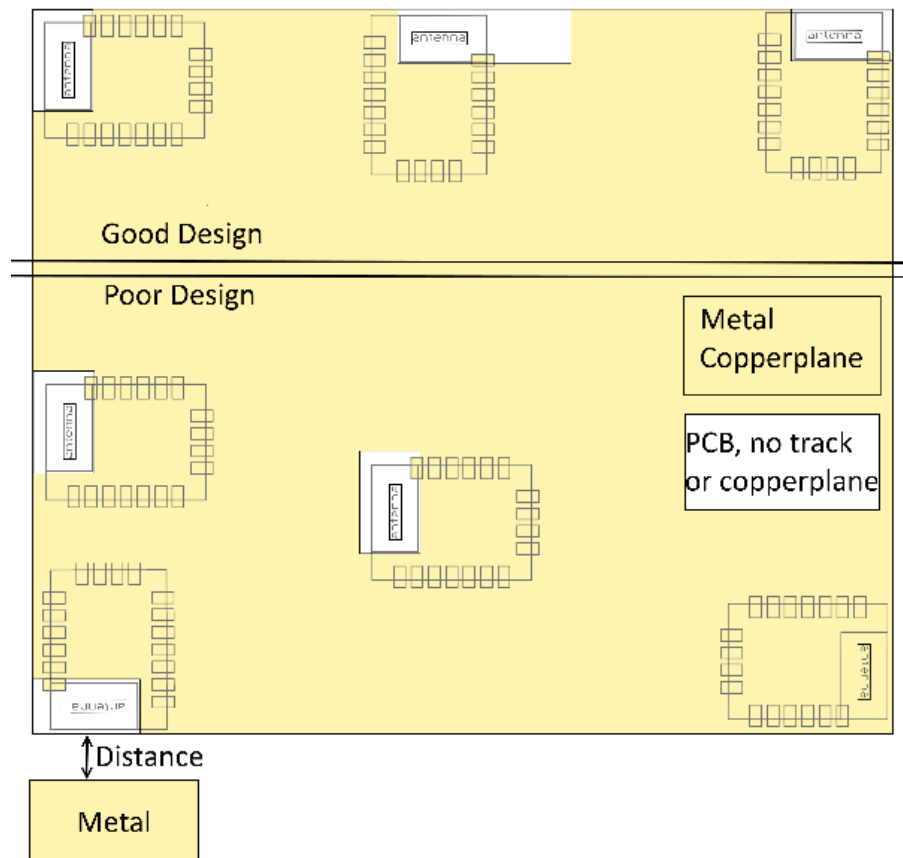 antenna
antenna
antenna
Good Design
Poor Design
Metal
Copperplane
PCB, no track
or copperplane
antenna
antenna
antenna
antenna
Distance
Metal